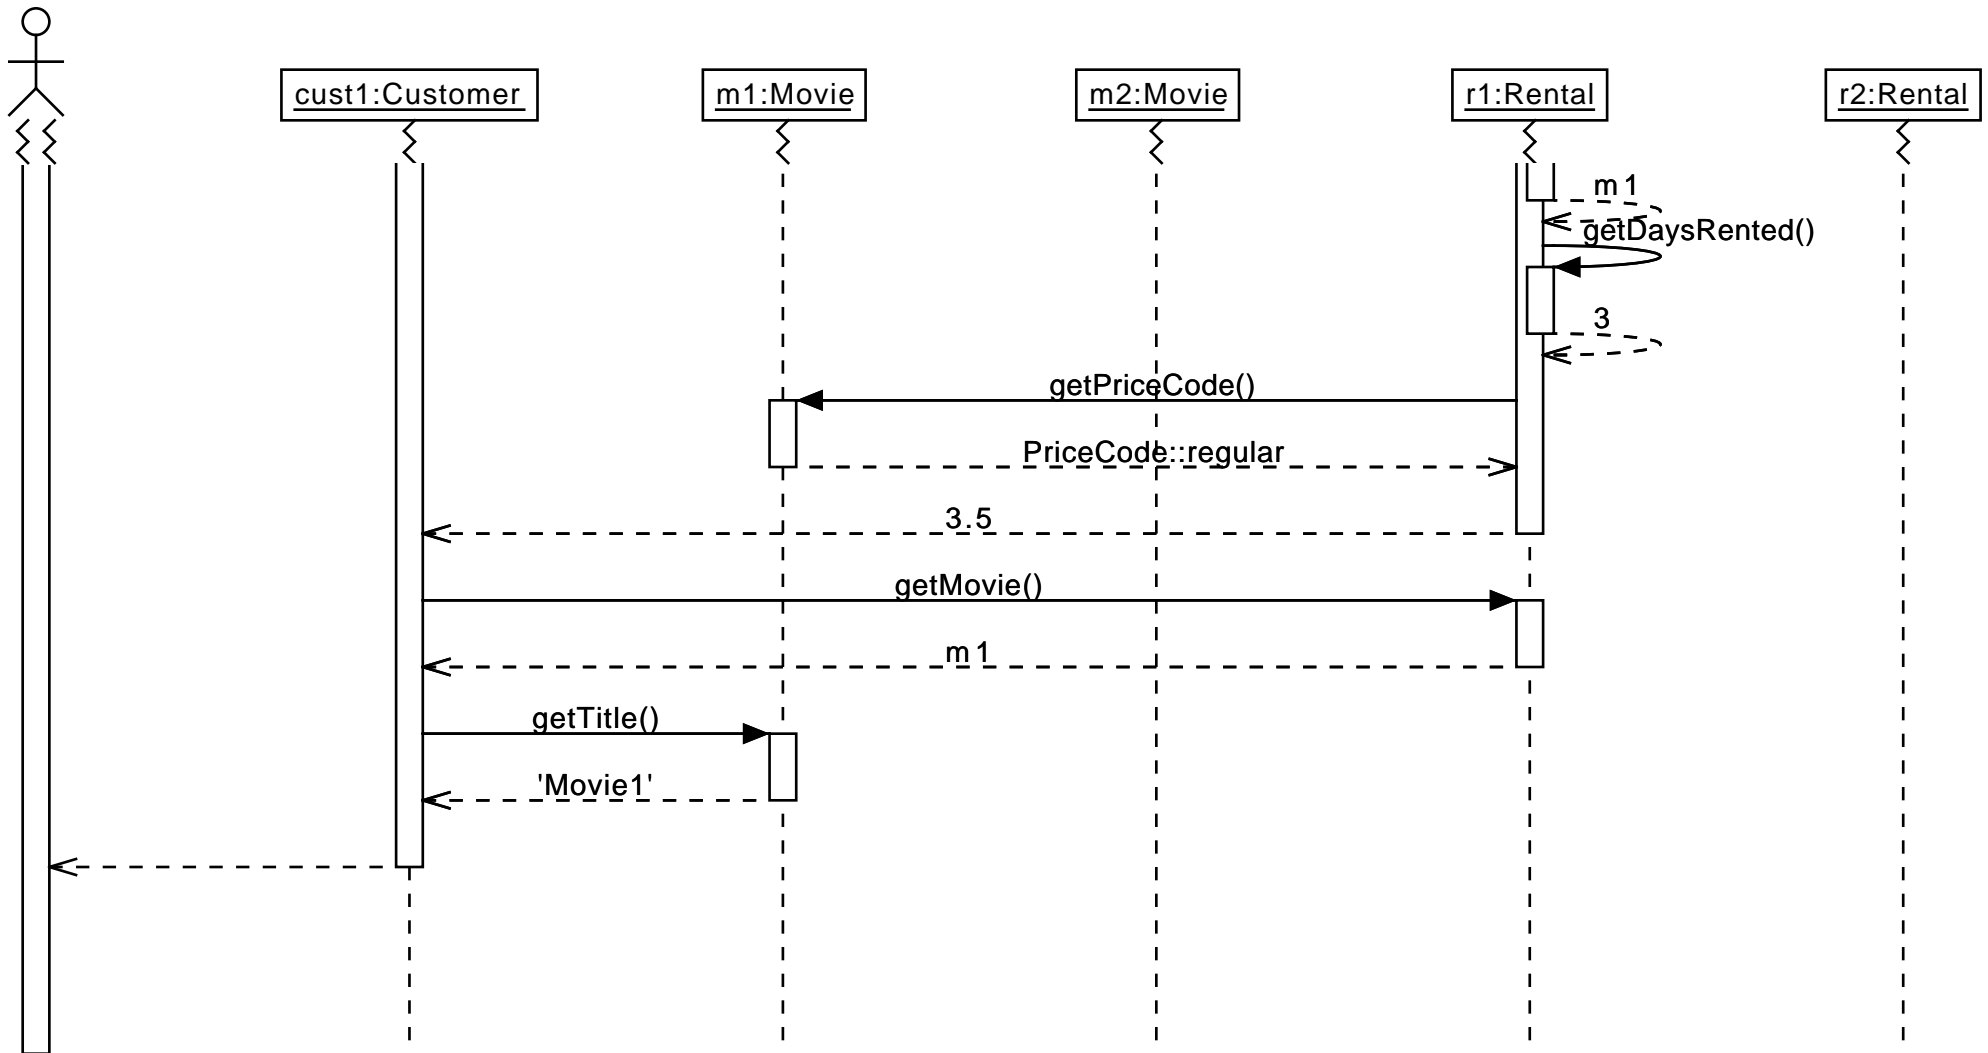 cust1:Customer
m1:Movie
m2:Movie
r1:Rental
r2:Rental
m1
getDaysRented()
3
getPriceCode()
PriceCode::regular
3.5
getMovie()
m1
getTitle()
'Movie1'